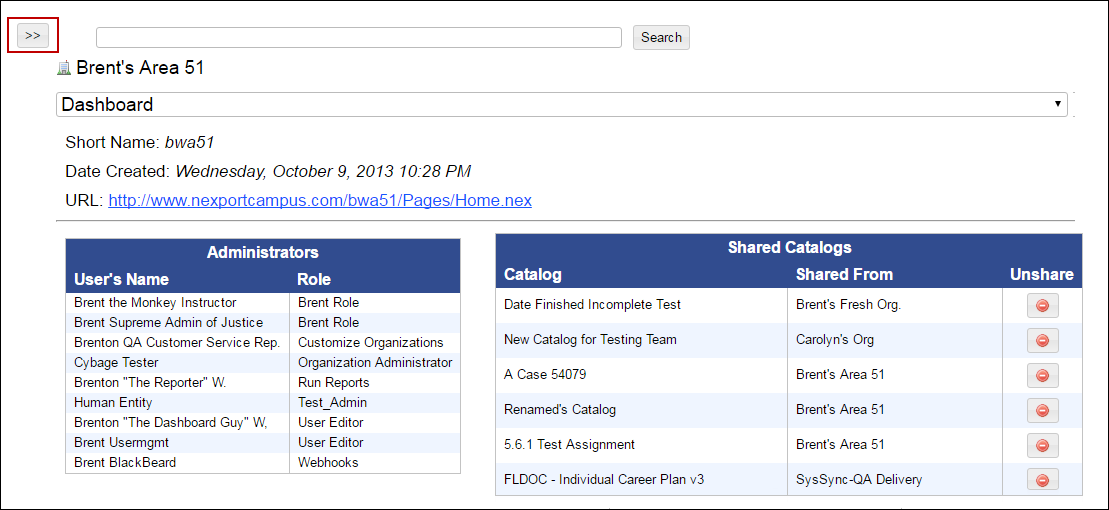 >>
Search
Brent's Area 51
Dashboard
Short Name: bwa51
Date Created: Wednesday, October 9, 2013 10:28 PM
URL: http://www.nexportcampus.com/bwa51/Pages/Home.nex
Administrators
User's Name Role
Brent the Monkey Instructor Brent Role
Brent Supreme Admin of Justice Brent Role
Brenton QA Customer Service Rep. Customize Organizations
Cybage Tester Organization Administrator
Brenton "The Reporter" W. Run Reports
Human Entity Test_Admin
Brenton "The Dashboard Guy" W, User Editor
Brent Usermgmt User Editor
Brent BlackBeard Webhooks
Shared Catalogs
Catalog Shared From Unshare
Date Finished Incomplete Test Brent's Fresh Org.
New Catalog for Testing Team Carolyn's Org
A Case 54079 Brent's Area 51
Renamed's Catalog Brent's Area 51
5.6.1 Test Assignment Brent's Area 51
FLDOC - Individual Career Plan v3 SysSync-QA Delivery